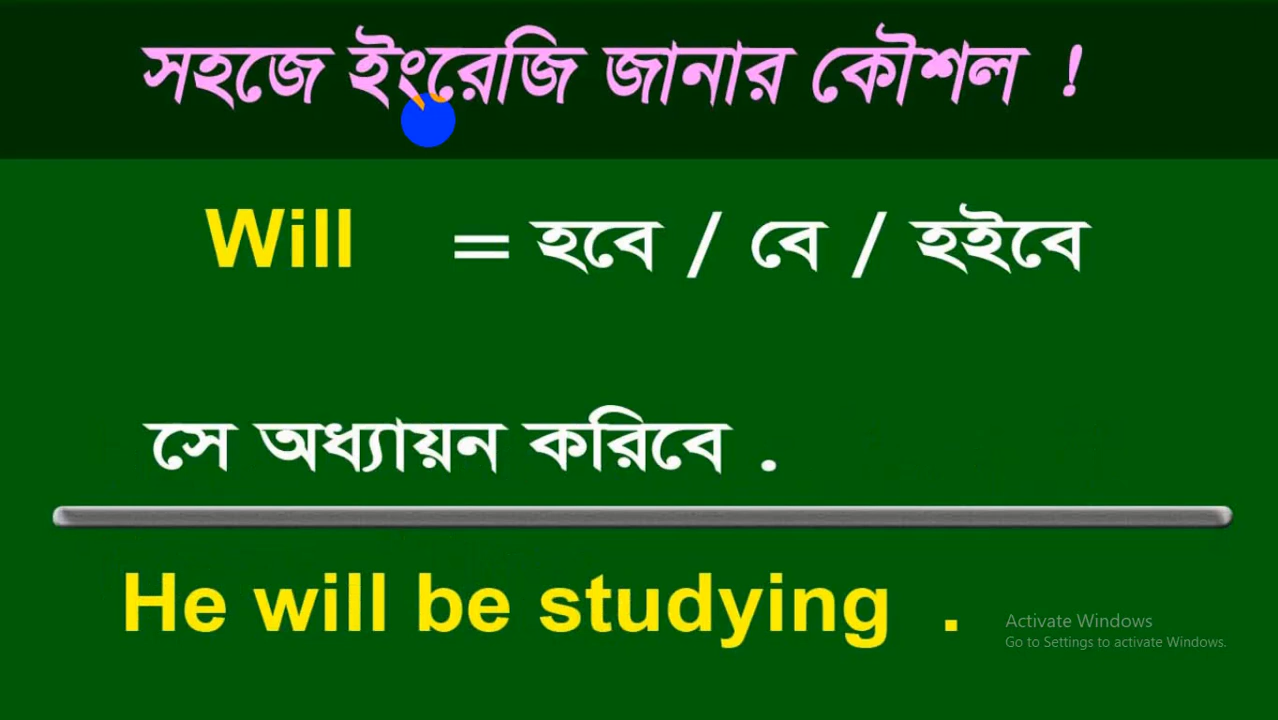 সহজে ইংরেজি জানার কৌশল !
Will = হবে / বে / হইবে
সে অধ্যায়ন করিবে .
He will be studying .
Activate Windows
Go to Settings to activate Windows.